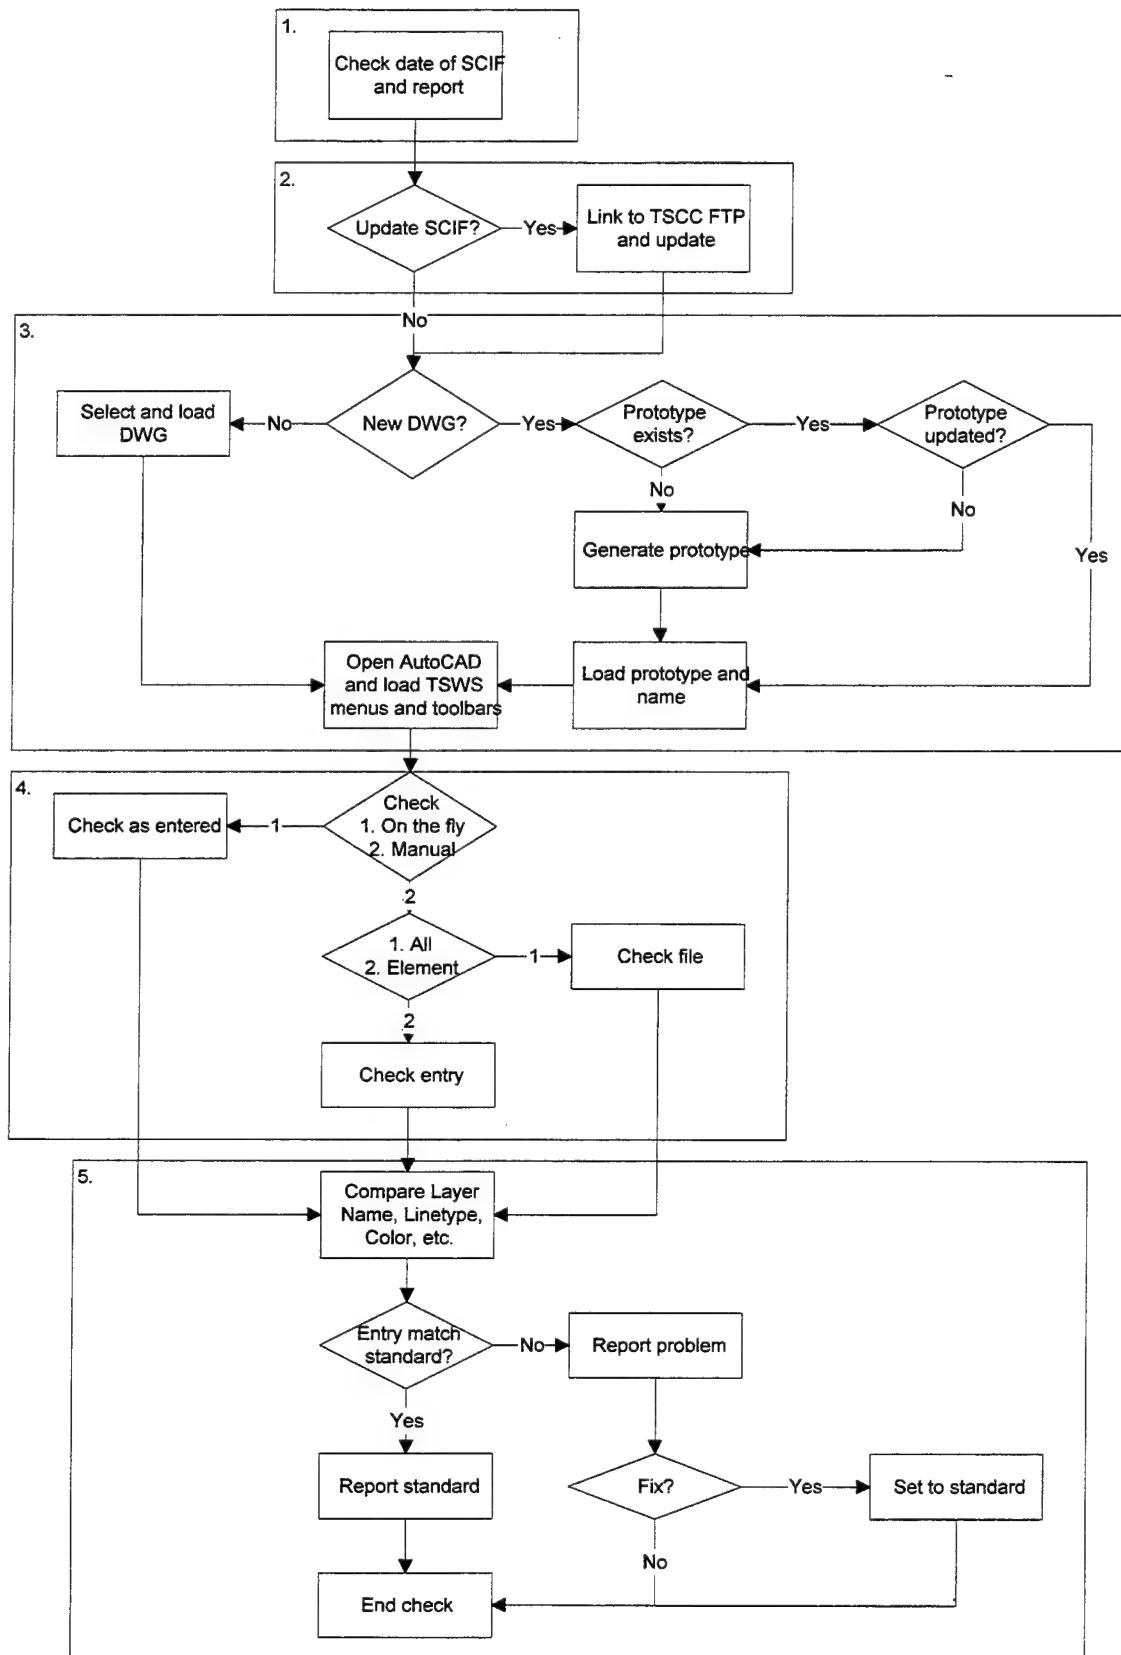 1.
Check date of SCIF
and report
2.
Update SCIF?
Yes
Link to TSCC FTP
and update
No
3.
Select and load
DWG
No
New DWG?
Yes
Prototype
exists?
Yes
Prototype
updated?
No
No
Generate prototype
Yes
Open AutoCAD
and load TSWS
menus and toolbars
Load prototype and
name
4.
Check as entered
1
Check
1. On the fly
2. Manual
2
1. All
2. Element
1
Check file
2
Check entry
5.
Compare Layer
Name, Linetype,
Color, etc.
Entry match
standard?
No
Report problem
Yes
Report standard
Fix?
Yes
Set to standard
No
End check